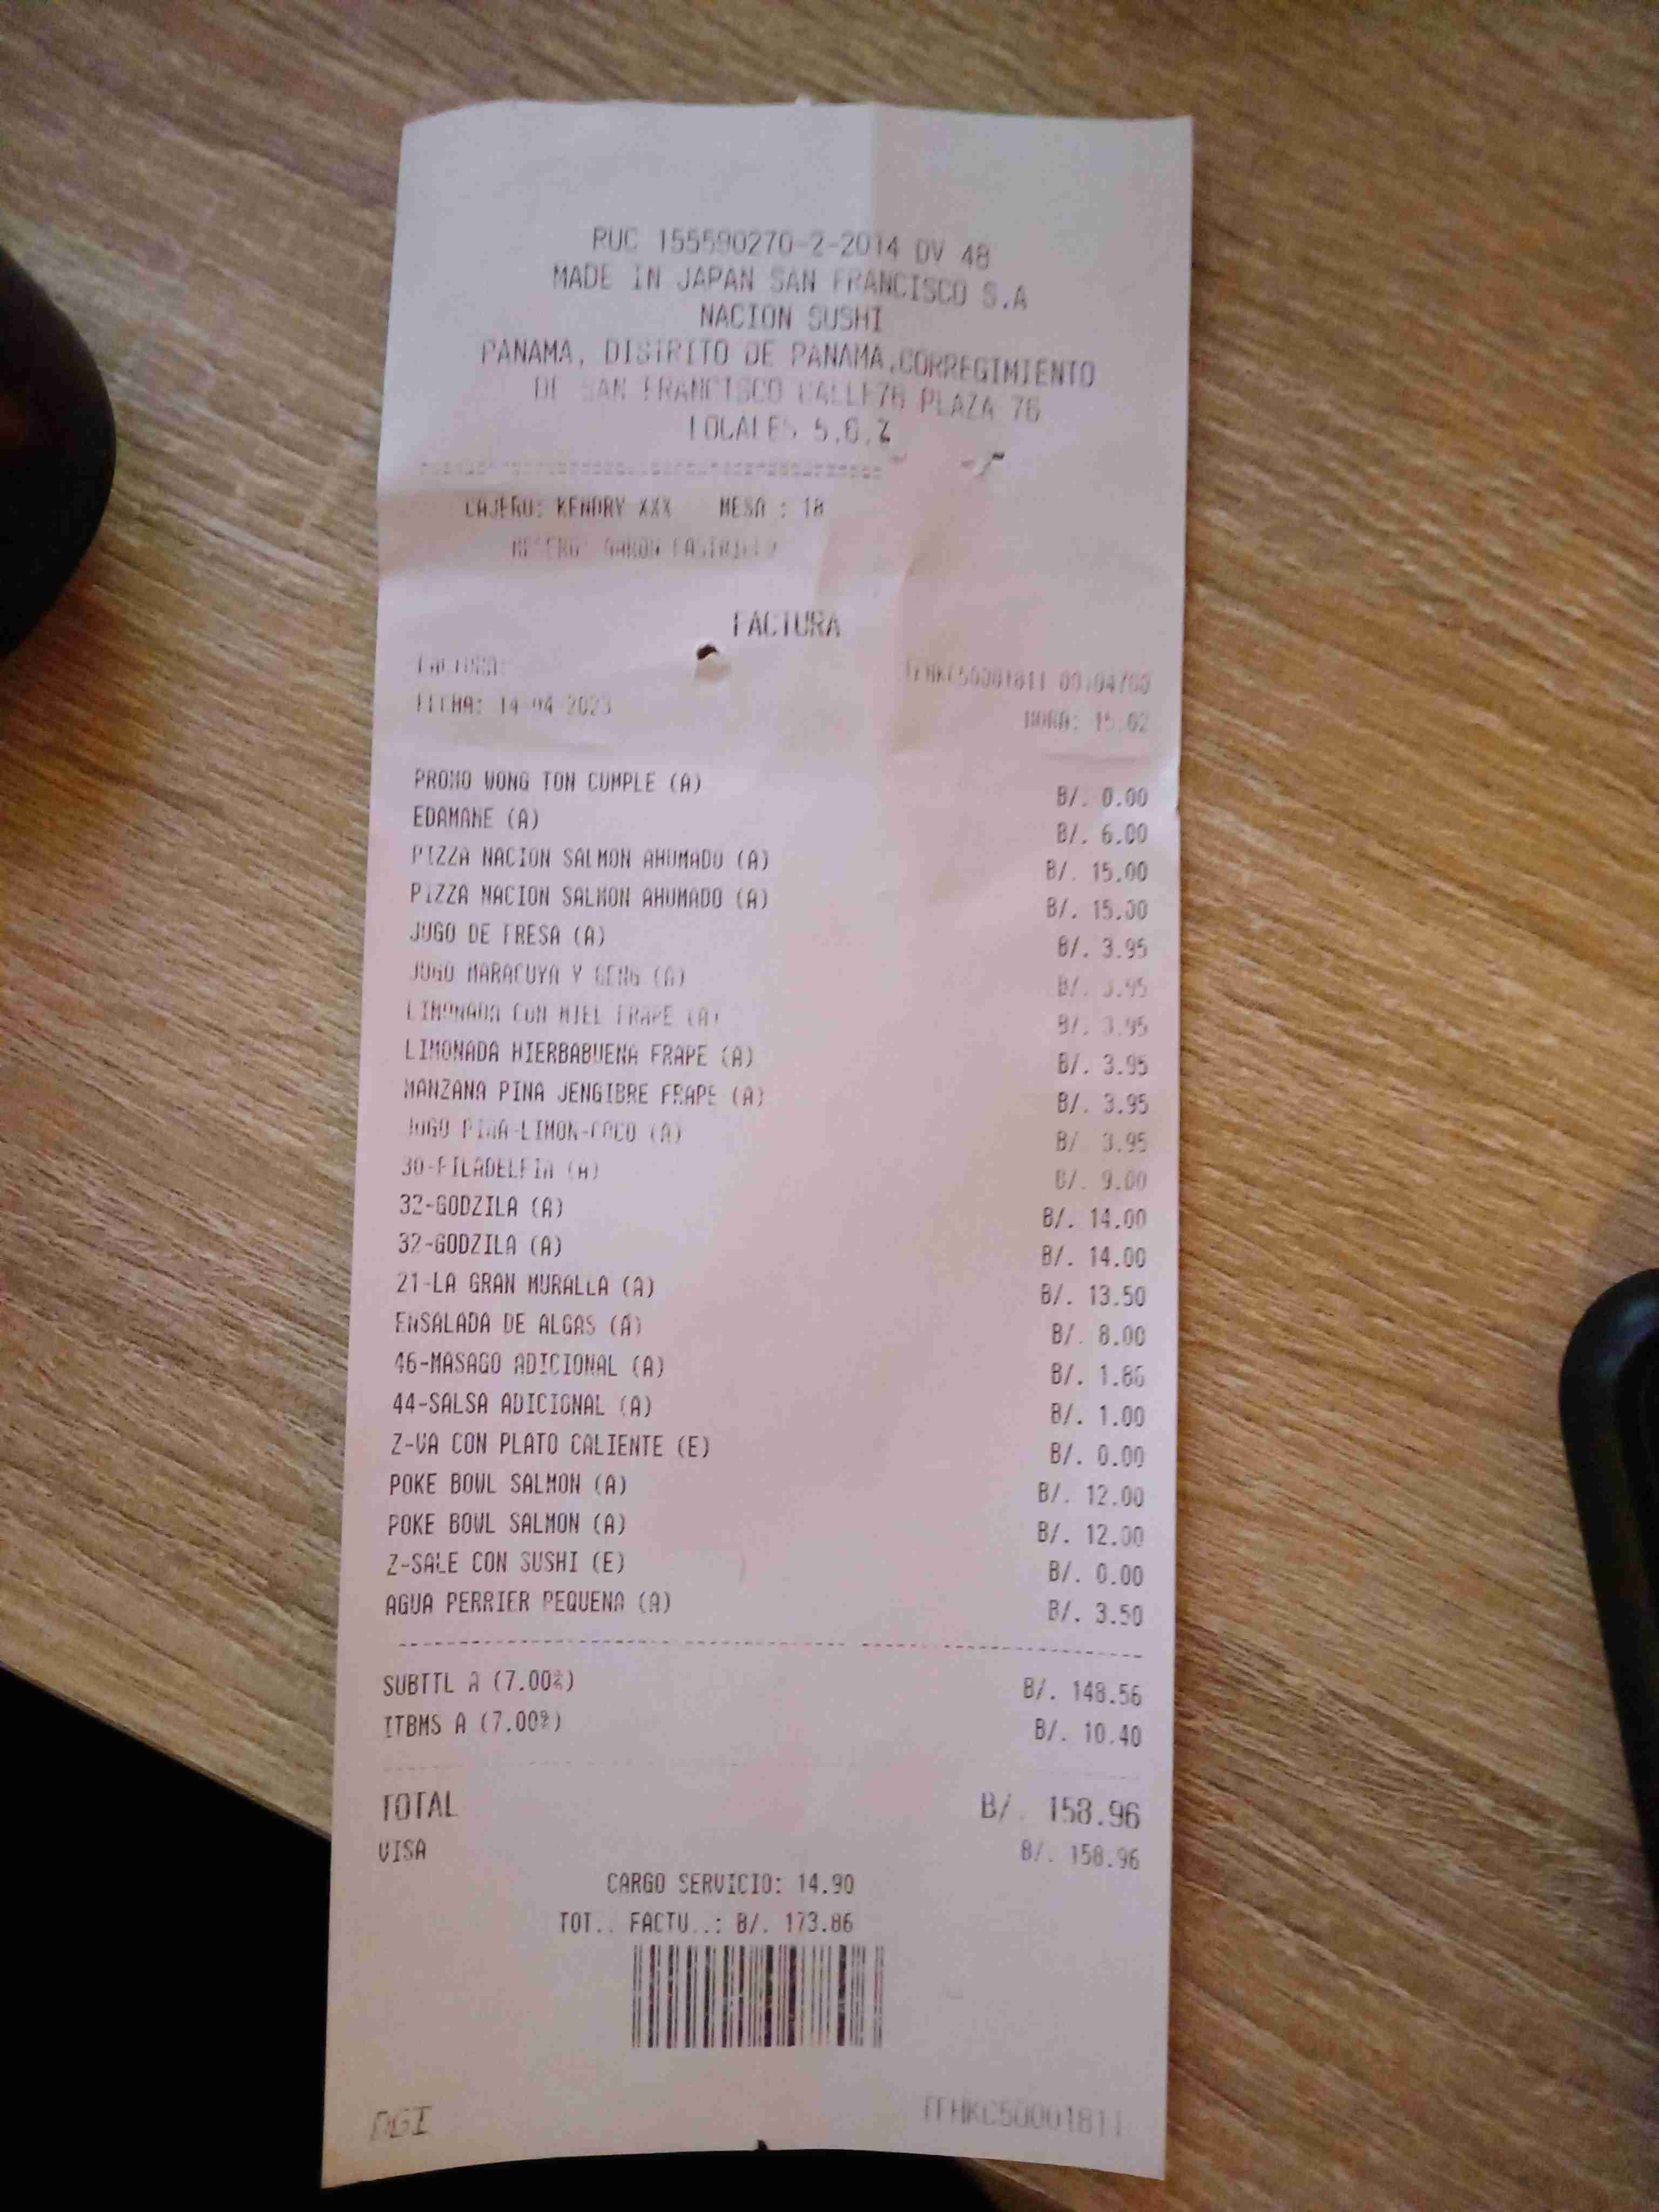 RUC 155590270-2-2014 DV 48
MADE IN JAPAN SAN FRANCISCO S.A
NACION SUSHI
PANAMA, DISTRITO DE PANAMA,CORREGIMIENTO
DE SAN FRANCISCO CALLE76 PLAZA 76
LOCALES 5,6,7
CAJERO: KENDRY XXX MESA : 18
MESERO:
FACTURA
FACTURA:
FECHA: 14-04-2023 HORA: 15:02
PROMO WONG TON CUMPLE (A) B/. 0.00
EDAMANE (A) B/. 6.00
PIZZA NACION SALMON AHUMADO (A) B/. 15.00
PIZZA NACION SALMON AHUMADO (A) B/. 15.00
JUGO DE FRESA (A) B/. 3.95
JUGO MARACUYA Y GENG (A) B/. 3.95
LIMONADA CON MIEL FRAPE (A) B/. 3.95
LIMONADA HIERBABUENA FRAPE (A) B/. 3.95
MANZANA PINA JENGIBRE FRAPE (A) B/. 3.95
JUGO PINA-LIMON-COCO (A) B/. 3.95
30-FILADELFIA (A) B/. 9.00
32-GODZILA (A) B/. 14.00
32-GODZILA (A) B/. 14.00
21-LA GRAN MURALLA (A) B/. 13.50
ENSALADA DE ALGAS (A) B/. 8.00
46-MASAGO ADICIONAL (A) B/. 1.86
44-SALSA ADICIONAL (A) B/. 1.00
Z-VA CON PLATO CALIENTE (E) B/. 0.00
POKE BOWL SALMON (A) B/. 12.00
POKE BOWL SALMON (A) B/. 12.00
Z-SALE CON SUSHI (E) B/. 0.00
AGUA PERRIER PEQUENA (A) B/. 3.50
SUBTTL A (7.00%) B/. 148.56
ITBMS A (7.00%) B/. 10.40
TOTAL B/. 158.96
VISA B/. 158.96
CARGO SERVICIO: 14.90
TOT.. FACTU..: B/. 173.86
DGI TFHKC50001811